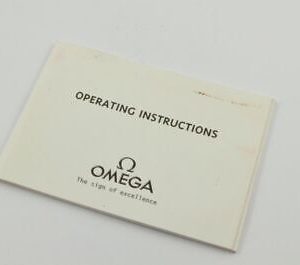 OPERATING INSTRUCTIONS
Ω
OMEGA
The sign of excellence